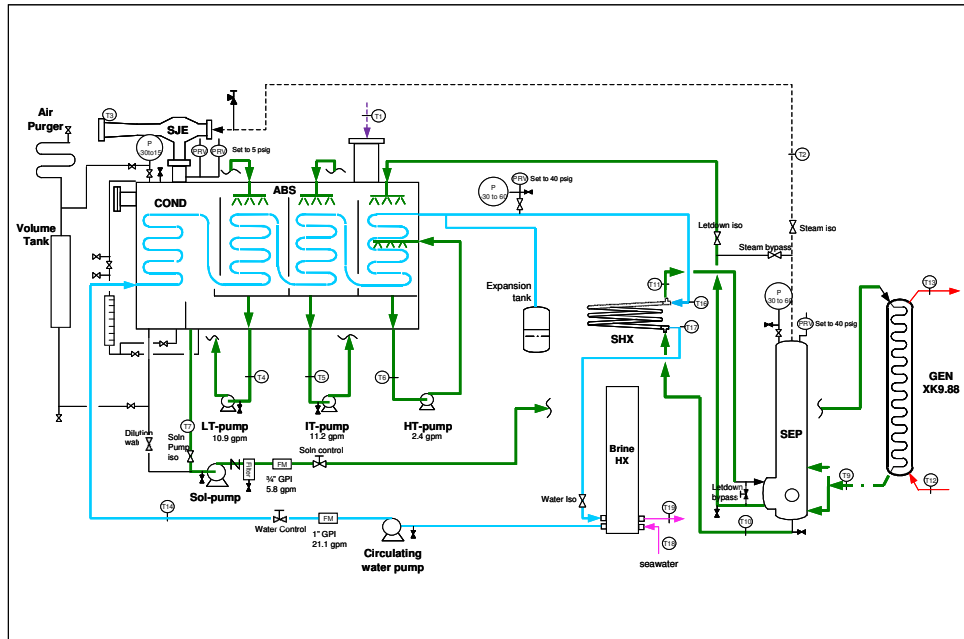 T3
SJE
Air
Purger
P
30to15
PRV
PRV
Set to 5 psig
T1
T2
ABS
COND
P
30 to 60
PRV
Set to 40 psig
Volume
Tank
Letdown iso
Steam iso
Steam bypass
Expansion
tank
T11
T16
T17
SHX
P
30 to 60
PRV
Set to 40 psig
T13
GEN
XK9.88
T4
T5
T6
T7
LT-pump
10.9 gpm
IT-pump
11.2 gpm
HT-pump
2.4 gpm
Dilution
wate
Soln
Pump
iso
Soln control
Filter
FM
Sol-pump
¾" GPI
5.8 gpm
Brine
HX
SEP
Letdown
bypass
T9
T12
T10
Water Iso
T14
Water Control
FM
1" GPI
21.1 gpm
Circulating
water pump
T19
T18
seawater